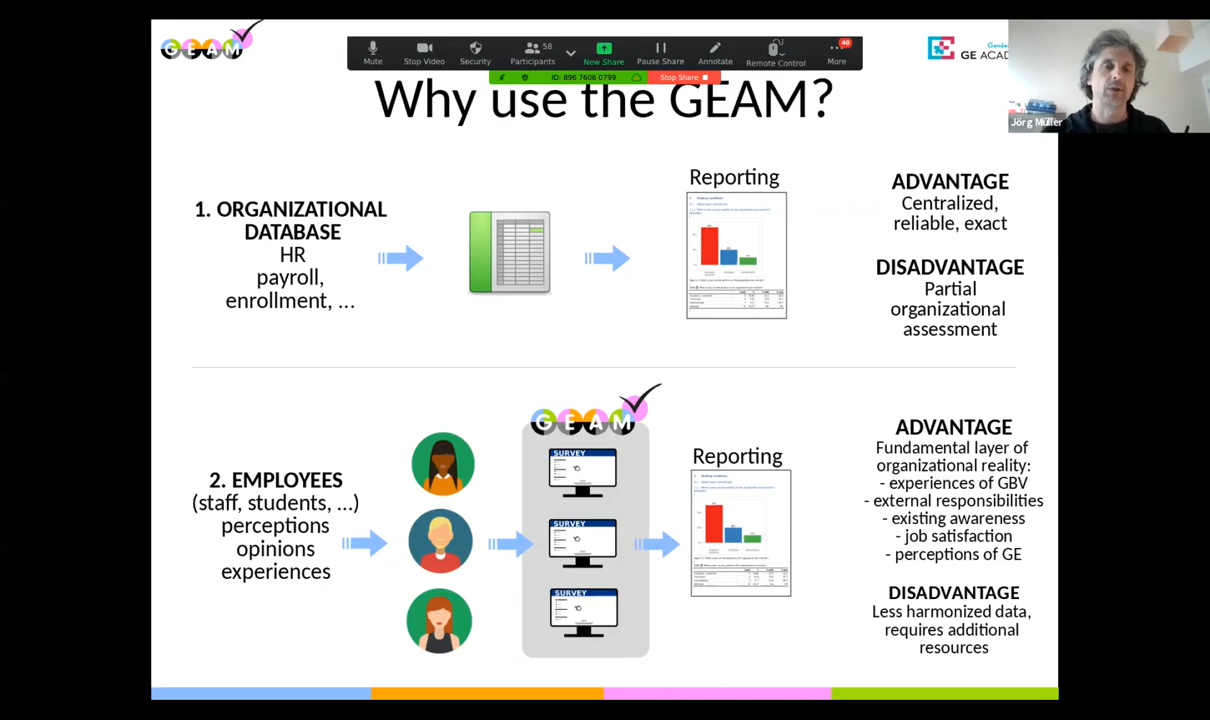 GEAM
Mute
Stop Video
Security
Participants
58
New Share
Pause Share
Annotate
Remote Control
More
40
ID: 896 7606 0799
Stop Share
GE ACAD
Jörg Müller
Why use the GEAM?
1. ORGANIZATIONAL
DATABASE
HR
payroll,
enrollment, ...
Reporting
ADVANTAGE
Centralized,
reliable, exact
DISADVANTAGE
Partial
organizational
assessment
2. EMPLOYEES
(staff, students, ...)
perceptions
opinions
experiences
GEAM
SURVEY
SURVEY
SURVEY
Reporting
ADVANTAGE
Fundamental layer of
organizational reality:
- experiences of GBV
- external responsibilities
- existing awareness
- job satisfaction
- perceptions of GE
DISADVANTAGE
Less harmonized data,
requires additional
resources